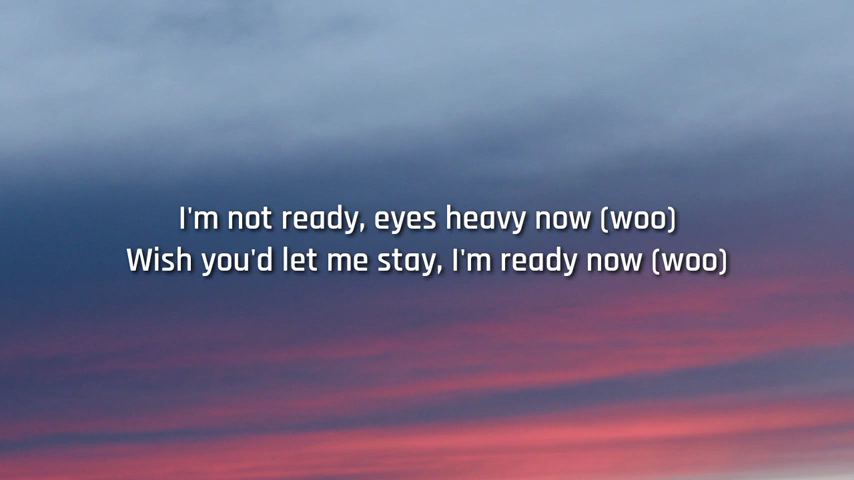 I'm not ready, eyes heavy now (woo)
Wish you'd let me stay, I'm ready now (woo)